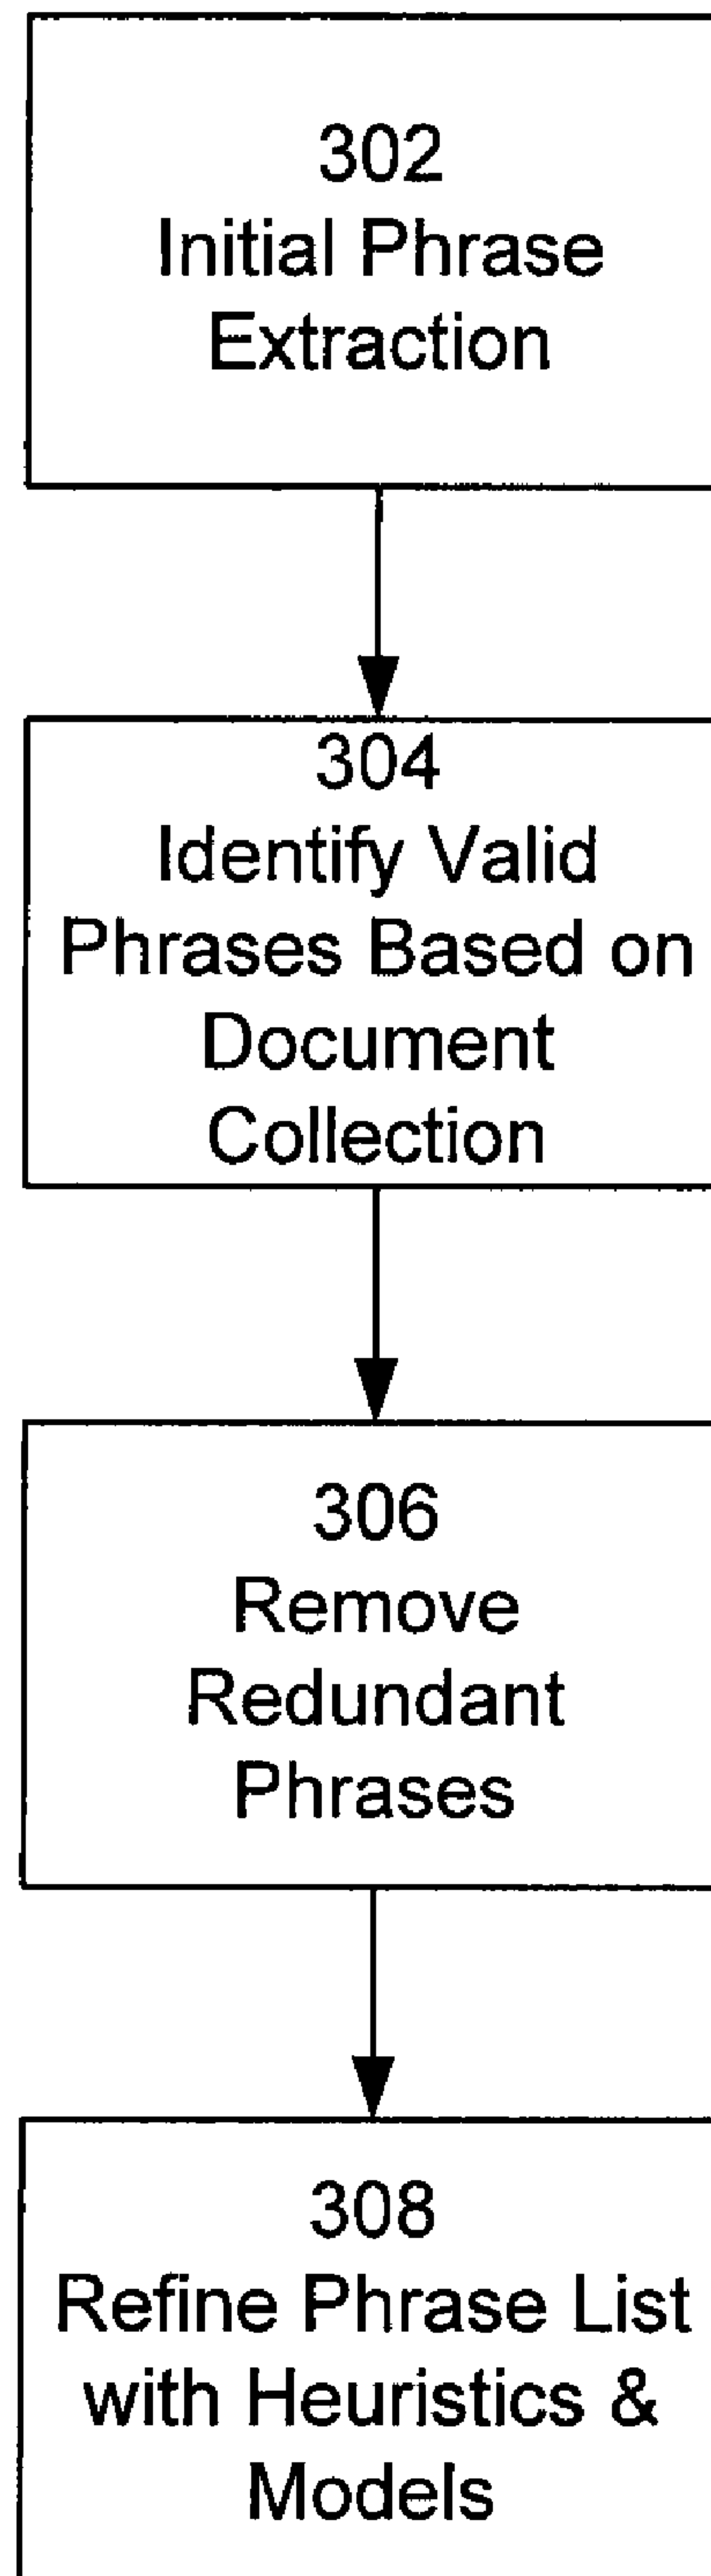 302
Initial Phrase
Extraction
304
Identify Valid
Phrases Based on
Document
Collection
306
Remove
Redundant
Phrases
308
Refine Phrase List
with Heuristics &
Models